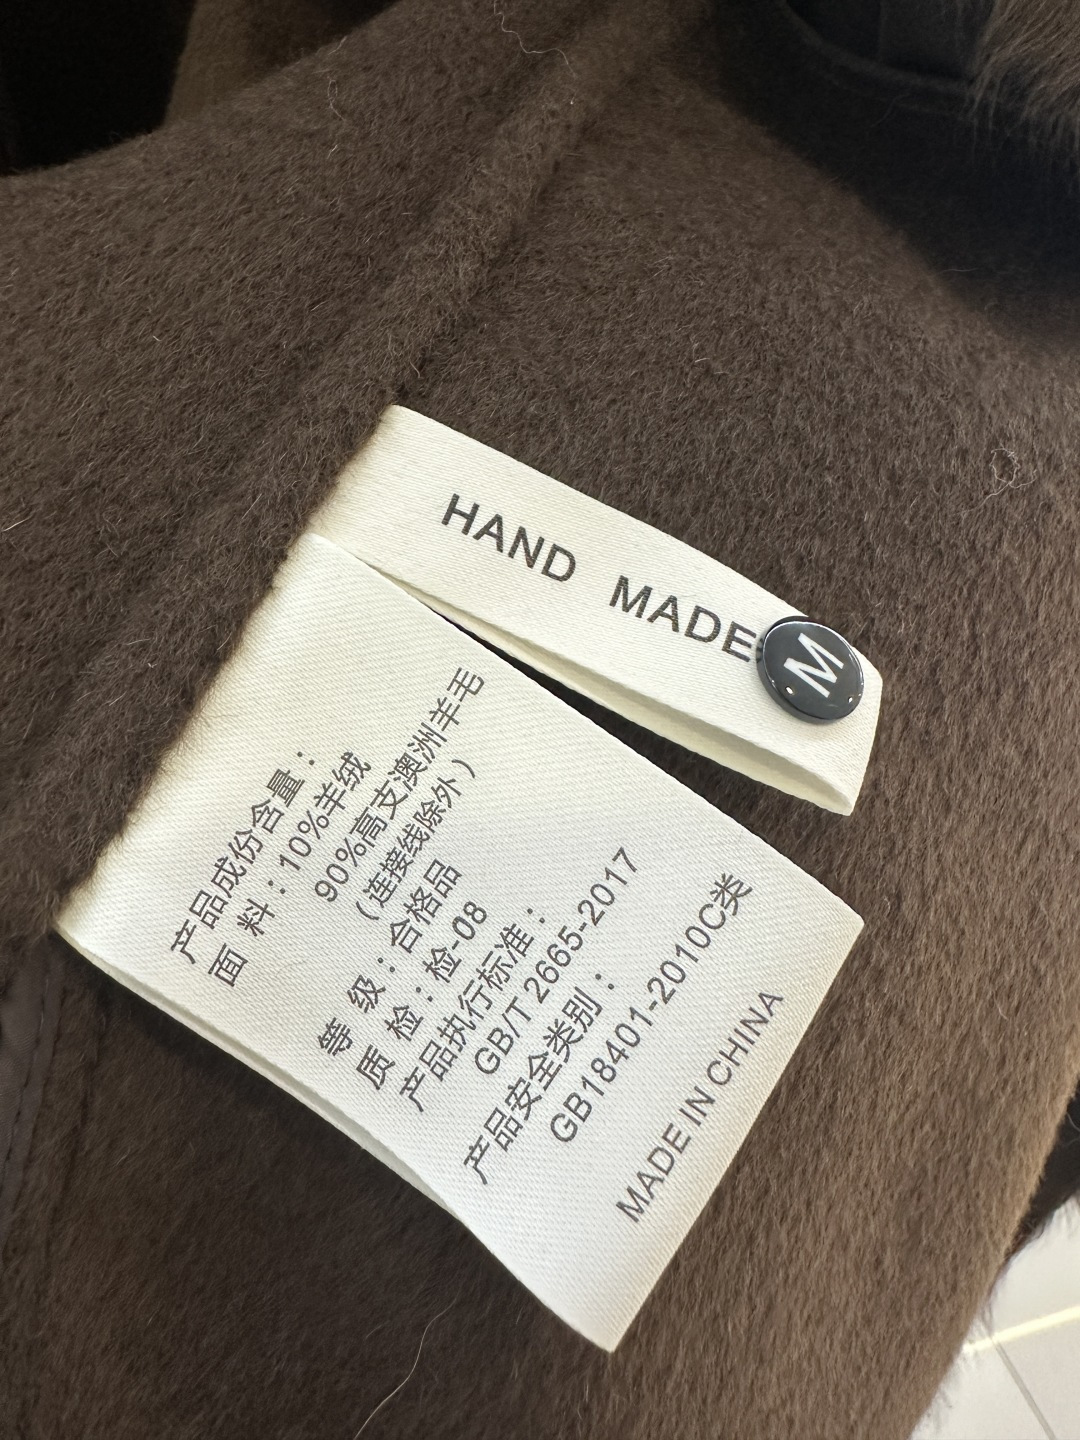 HAND MADE
M
产品成份含量：
面 料：10%羊绒
90%高支澳洲羊毛
（连接线除外）
等 级：合格品
质 检：检-08
产品执行标准：
GB/T 2665-2017
产品安全类别：
GB18401-2010C类
MADE IN CHINA